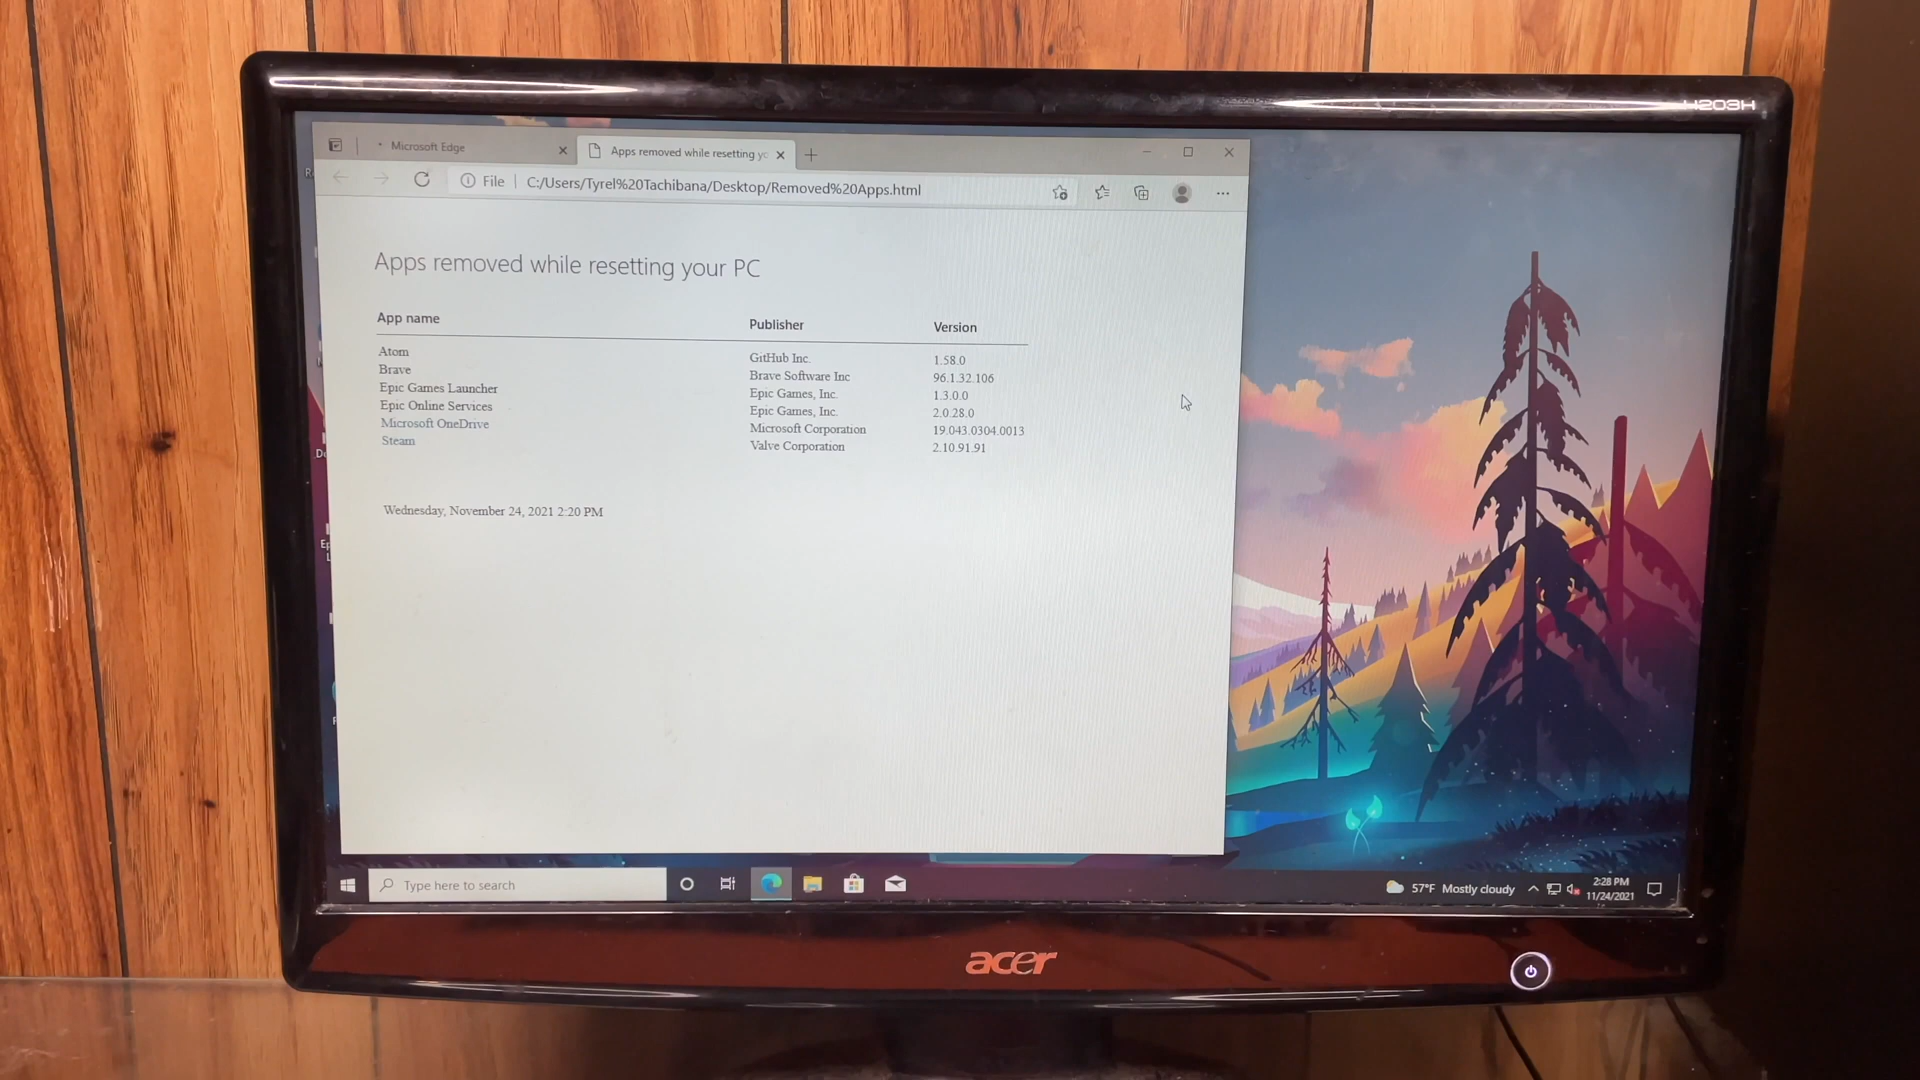 H203H
Microsoft Edge
Apps removed while resetting yo
File
C:/Users/Tyrel%20Tachibana/Desktop/Removed%20Apps.html
Apps removed while resetting your PC
App name Publisher Version
Atom GitHub Inc. 1.58.0
Brave Brave Software Inc 96.1.32.106
Epic Games Launcher Epic Games, Inc. 1.3.0.0
Epic Online Services Epic Games, Inc. 2.0.28.0
Microsoft OneDrive Microsoft Corporation 19.043.0304.0013
Steam Valve Corporation 2.10.91.91
Wednesday, November 24, 2021 2:20 PM
Type here to search
57°F Mostly cloudy
2:28 PM
11/24/2021
acer